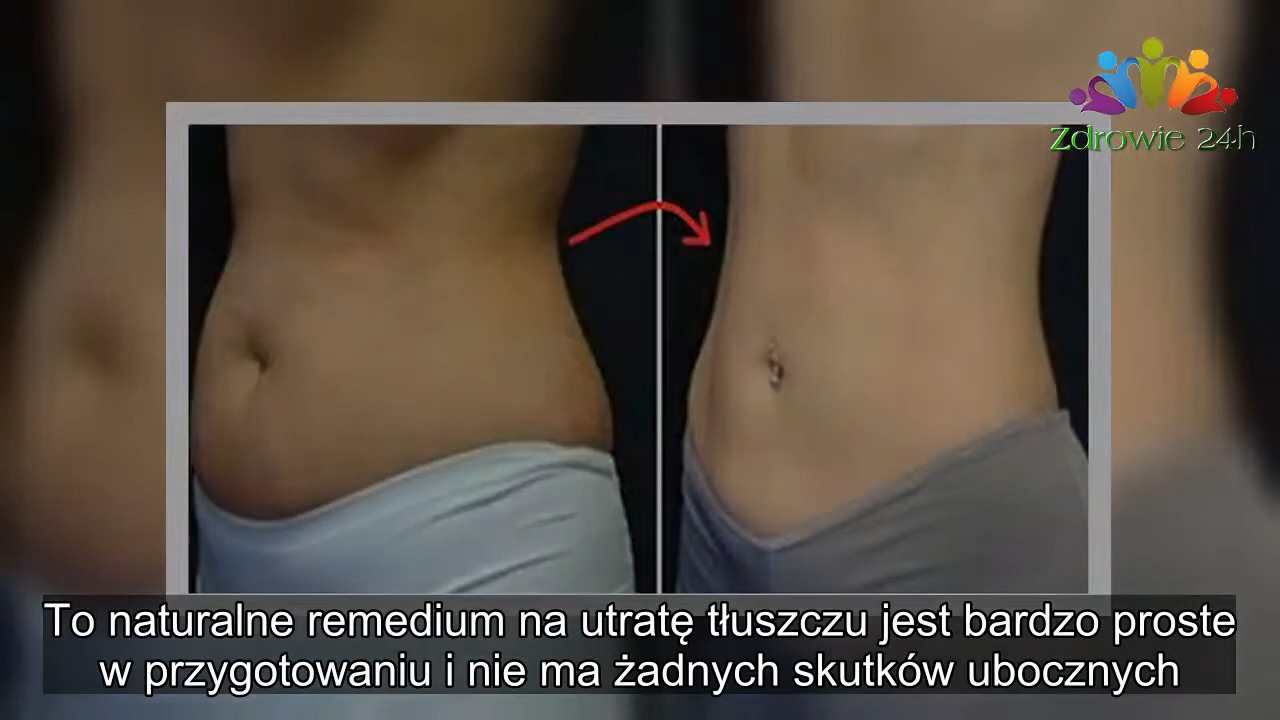 Zdrowie 24h
To naturalne remedium na utratę tłuszczu jest bardzo proste
w przygotowaniu i nie ma żadnych skutków ubocznych